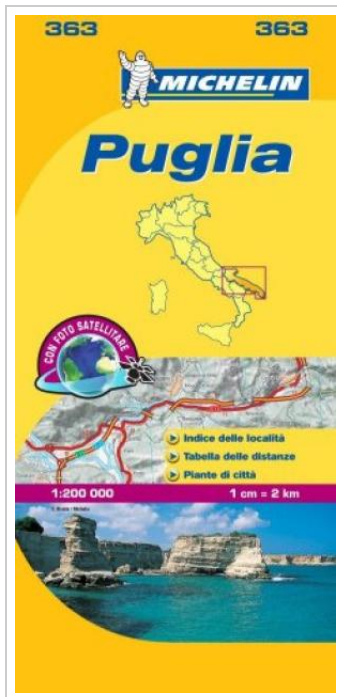 363 363
MICHELIN
Puglia
CON FOTO SATELLITARE
Indice delle località
Tabella delle distanze
Piante di città
1:200 000 1 cm = 2 km